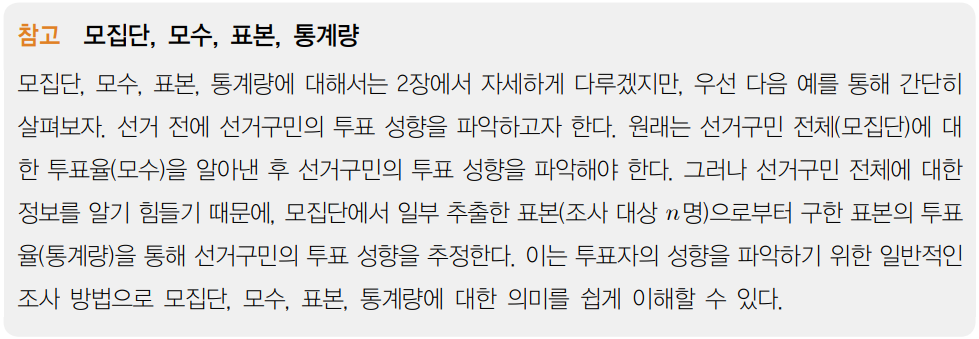 참고 모집단, 모수, 표본, 통계량
모집단, 모수, 표본, 통계량에 대해서는 2장에서 자세하게 다루겠지만, 우선 다음 예를 통해 간단히
살펴보자. 선거 전에 선거구민의 투표 성향을 파악하고자 한다. 원래는 선거구민 전체(모집단)에 대
한 투표율(모수)을 알아낸 후 선거구민의 투표 성향을 파악해야 한다. 그러나 선거구민 전체에 대한
정보를 알기 힘들기 때문에, 모집단에서 일부 추출한 표본(조사 대상 n명)으로부터 구한 표본의 투표
율(통계량)을 통해 선거구민의 투표 성향을 추정한다. 이는 투표자의 성향을 파악하기 위한 일반적인
조사 방법으로 모집단, 모수, 표본, 통계량에 대한 의미를 쉽게 이해할 수 있다.